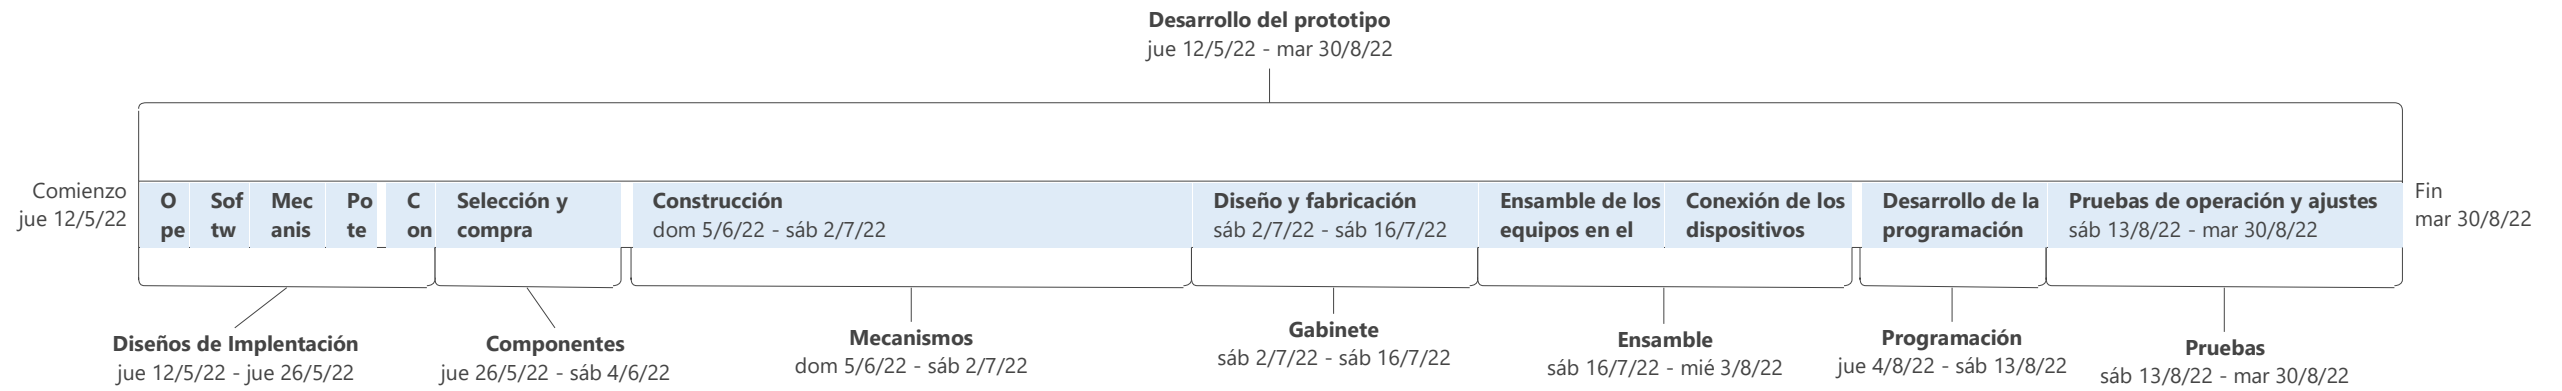 Desarrollo del prototipo
jue 12/5/22 - mar 30/8/22
Comienzo
jue 12/5/22
O
pe
Sof
tw
Mec
anis
Po
te
C
on
Selección y
compra
Construcción
dom 5/6/22 - sáb 2/7/22
Diseño y fabricación
sáb 2/7/22 - sáb 16/7/22
Ensamble de los
equipos en el
Conexión de los
dispositivos
Desarrollo de la
programación
Pruebas de operación y ajustes
sáb 13/8/22 - mar 30/8/22
Fin
mar 30/8/22
Diseños de Implentación
jue 12/5/22 - jue 26/5/22
Componentes
jue 26/5/22 - sáb 4/6/22
Mecanismos
dom 5/6/22 - sáb 2/7/22
Gabinete
sáb 2/7/22 - sáb 16/7/22
Ensamble
sáb 16/7/22 - mié 3/8/22
Programación
jue 4/8/22 - sáb 13/8/22
Pruebas
sáb 13/8/22 - mar 30/8/22